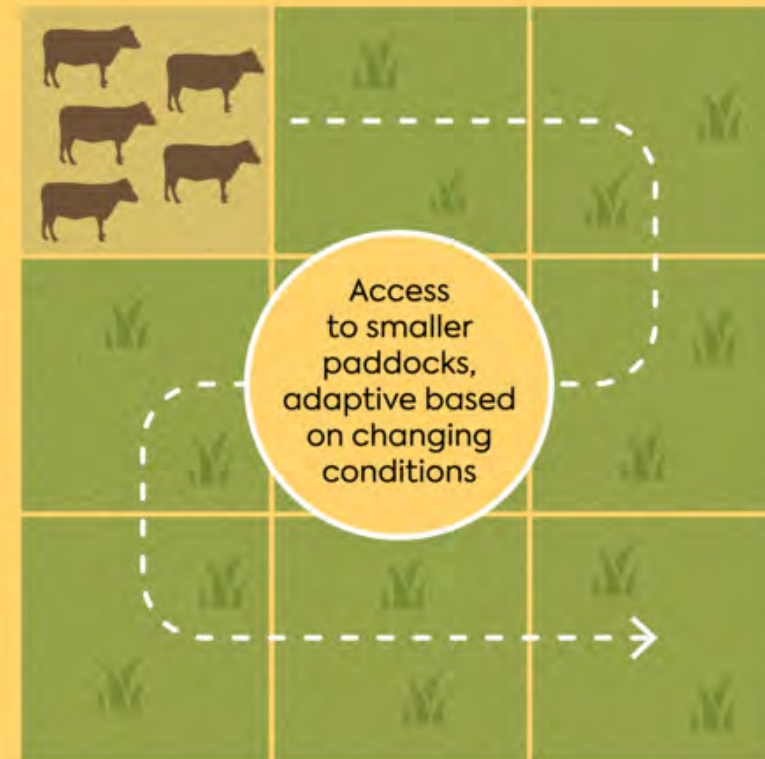 Access
to smaller
paddocks,
adaptive based
on changing
conditions